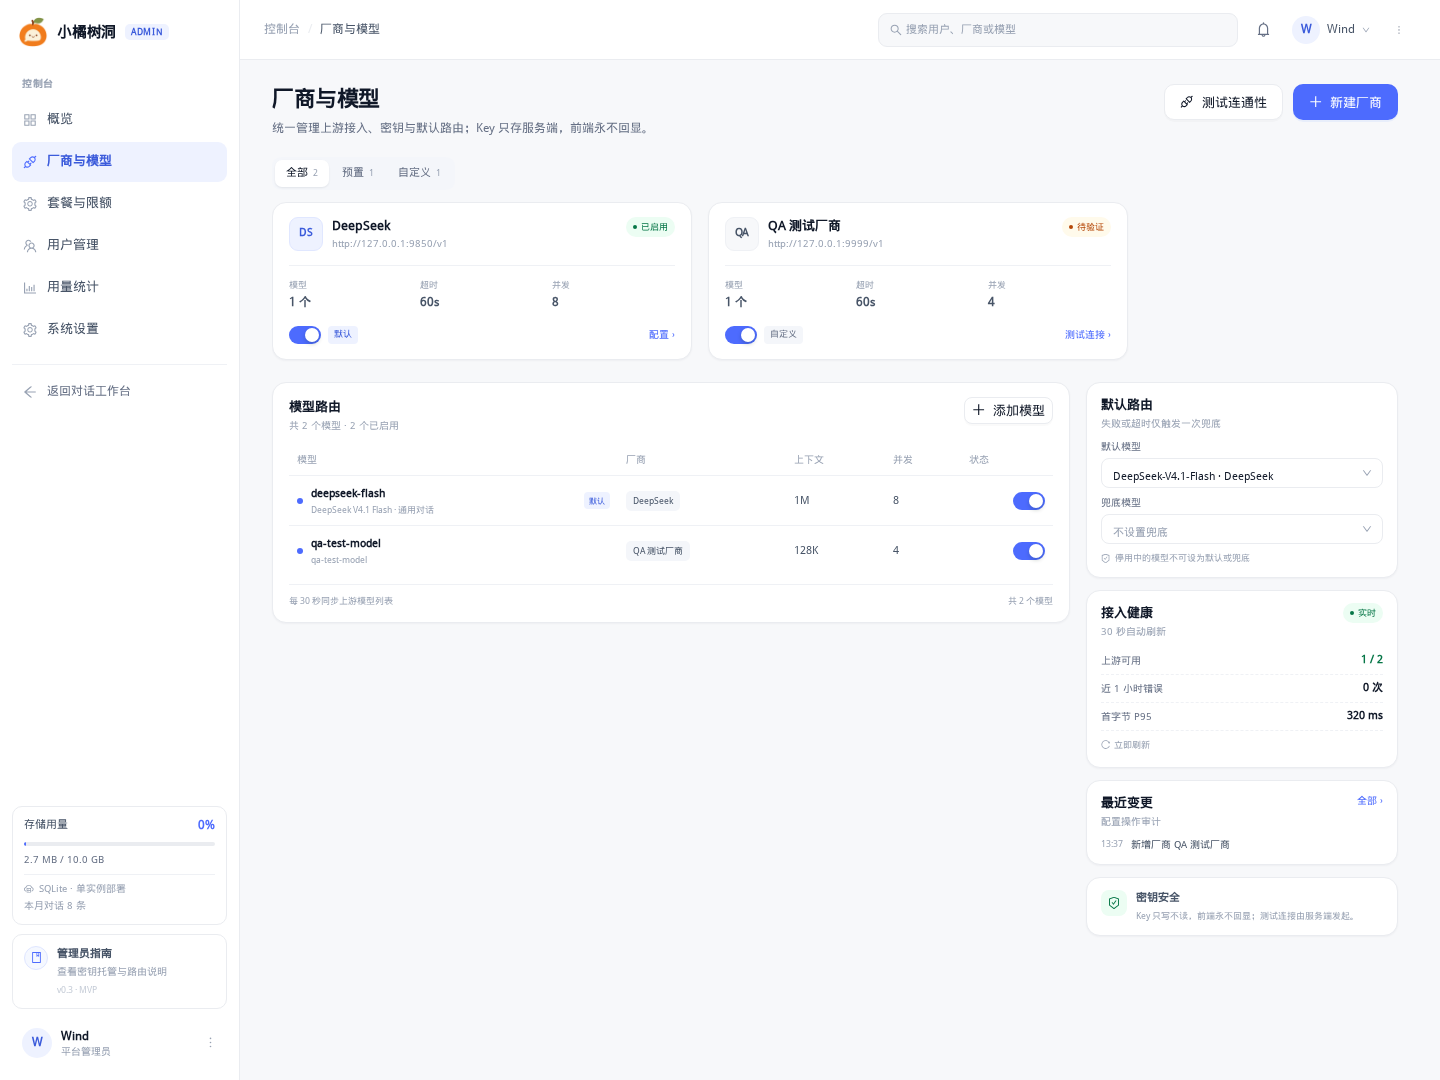 小橘树洞 ADMIN
控制台
概览
厂商与模型
套餐与限额
用户管理
用量统计
系统设置
返回对话工作台
存储用量 0%
2.7 MB / 10.0 GB
SQLite · 单实例部署
本月对话 8 条
管理员指南
查看密钥托管与路由说明
v0.3 · MVP
W Wind
平台管理员
控制台 / 厂商与模型
搜索用户、厂商或模型
W Wind
厂商与模型
统一管理上游接入、密钥与默认路由；Key 只存服务端，前端永不回显。
测试连通性
新建厂商
全部 2 预置 1 自定义 1
DS DeepSeek 已启用
http://127.0.0.1:9850/v1
模型 超时 并发
1 个 60s 8
默认 配置 ›
QA QA 测试厂商 待验证
http://127.0.0.1:9999/v1
模型 超时 并发
1 个 60s 4
自定义 测试连接 ›
模型路由 添加模型
共 2 个模型 · 2 个已启用
模型 厂商 上下文 并发 状态
deepseek-flash 默认 DeepSeek 1M 8
DeepSeek V4.1 Flash · 通用对话
qa-test-model QA 测试厂商 128K 4
qa-test-model
每 30 秒同步上游模型列表 共 2 个模型
默认路由
失败或超时仅触发一次兜底
默认模型
DeepSeek-V4.1-Flash · DeepSeek
兜底模型
不设置兜底
停用中的模型不可设为默认或兜底
接入健康 实时
30 秒自动刷新
上游可用 1 / 2
近 1 小时错误 0 次
首字节 P95 320 ms
立即刷新
最近变更 全部 ›
配置操作审计
13:37 新增厂商 QA 测试厂商
密钥安全
Key 只写不读，前端永不回显；测试连接由服务端发起。